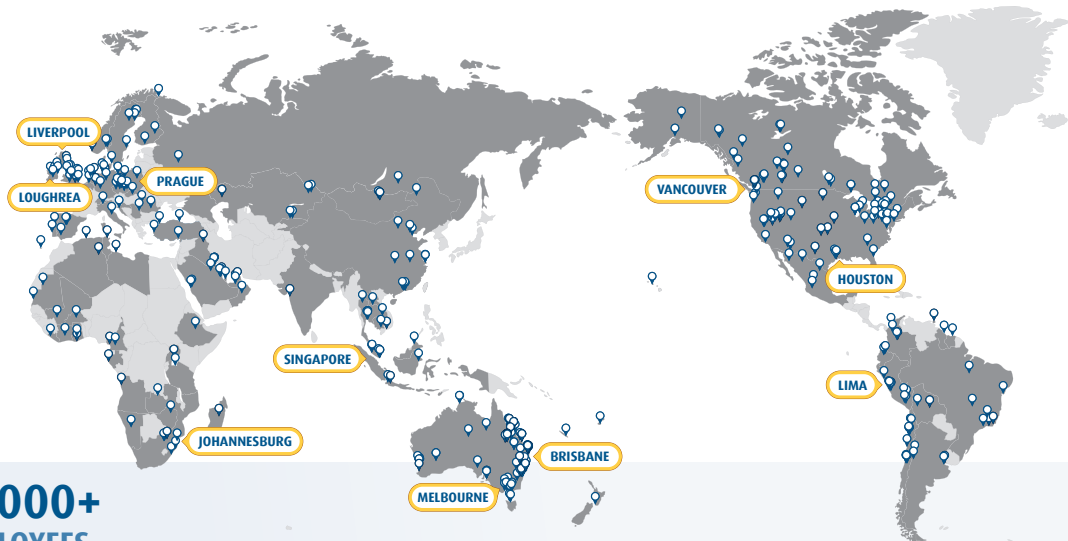 LIVERPOOL
PRAGUE
LOUGHREA
VANCOUVER
HOUSTON
SINGAPORE
LIMA
JOHANNESBURG
BRISBANE
MELBOURNE
000+